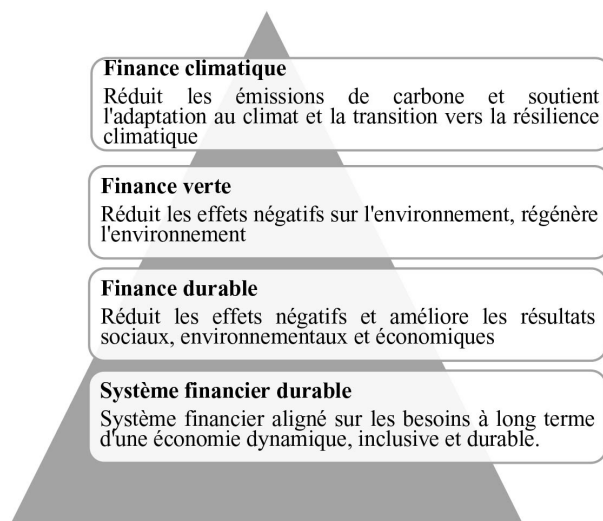 Finance climatique
Réduit les émissions de carbone et soutient
l'adaptation au climat et la transition vers la résilience
climatique
Finance verte
Réduit les effets négatifs sur l'environnement, régénère
l'environnement
Finance durable
Réduit les effets négatifs et améliore les résultats
sociaux, environnementaux et économiques
Système financier durable
Système financier aligné sur les besoins à long terme
d'une économie dynamique, inclusive et durable.